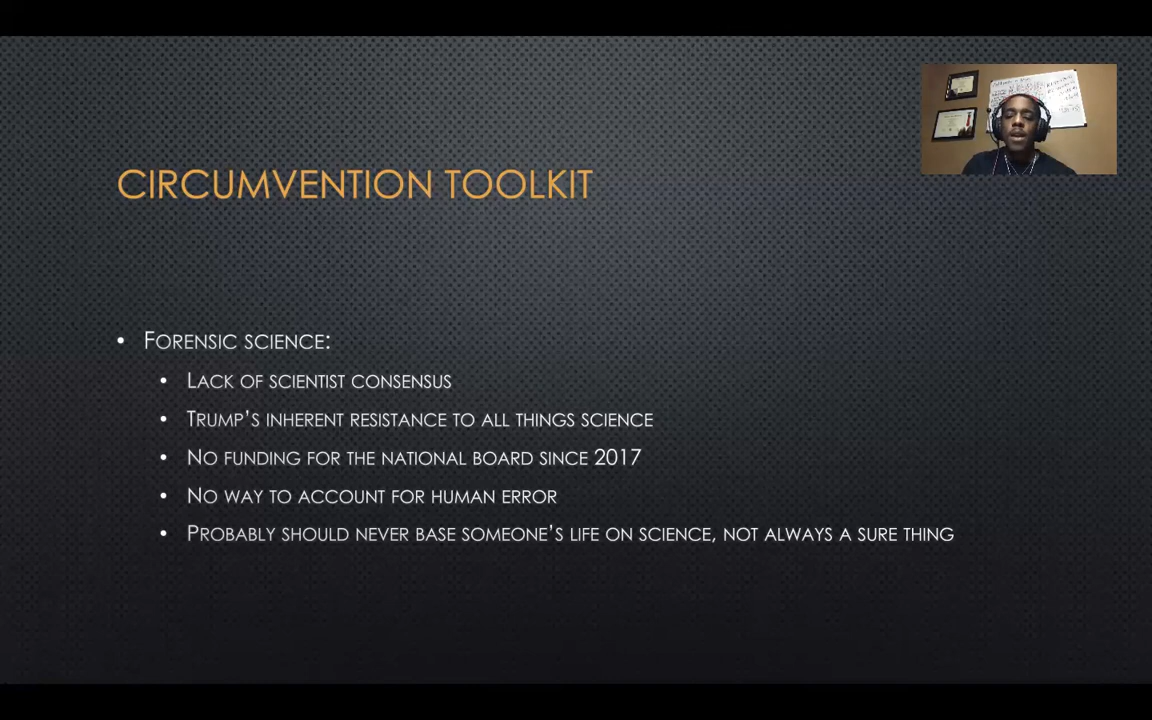 CIRCUMVENTION TOOLKIT
• FORENSIC SCIENCE:
• LACK OF SCIENTIST CONSENSUS
• TRUMP'S INHERENT RESISTANCE TO ALL THINGS SCIENCE
• NO FUNDING FOR THE NATIONAL BOARD SINCE 2017
• NO WAY TO ACCOUNT FOR HUMAN ERROR
• PROBABLY SHOULD NEVER BASE SOMEONE'S LIFE ON SCIENCE, NOT ALWAYS A SURE THING